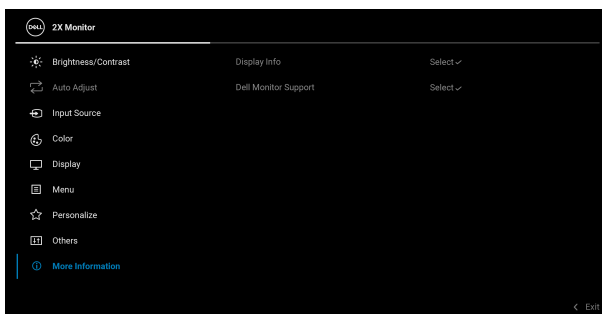 DELL 2X Monitor
Brightness/Contrast Display Info Select
Auto Adjust Dell Monitor Support Select
Input Source
Color
Display
Menu
Personalize
Others
More Information
Exit